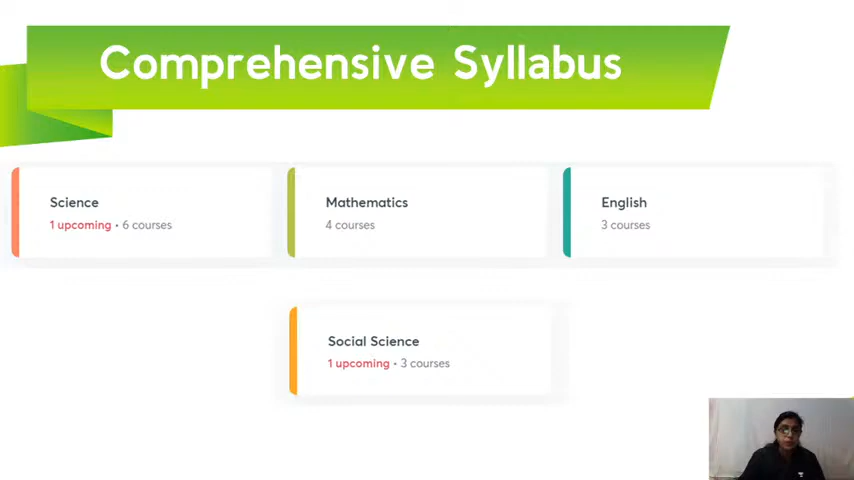 Comprehensive Syllabus
Science
1 upcoming • 6 courses
Mathematics
4 courses
English
3 courses
Social Science
1 upcoming • 3 courses